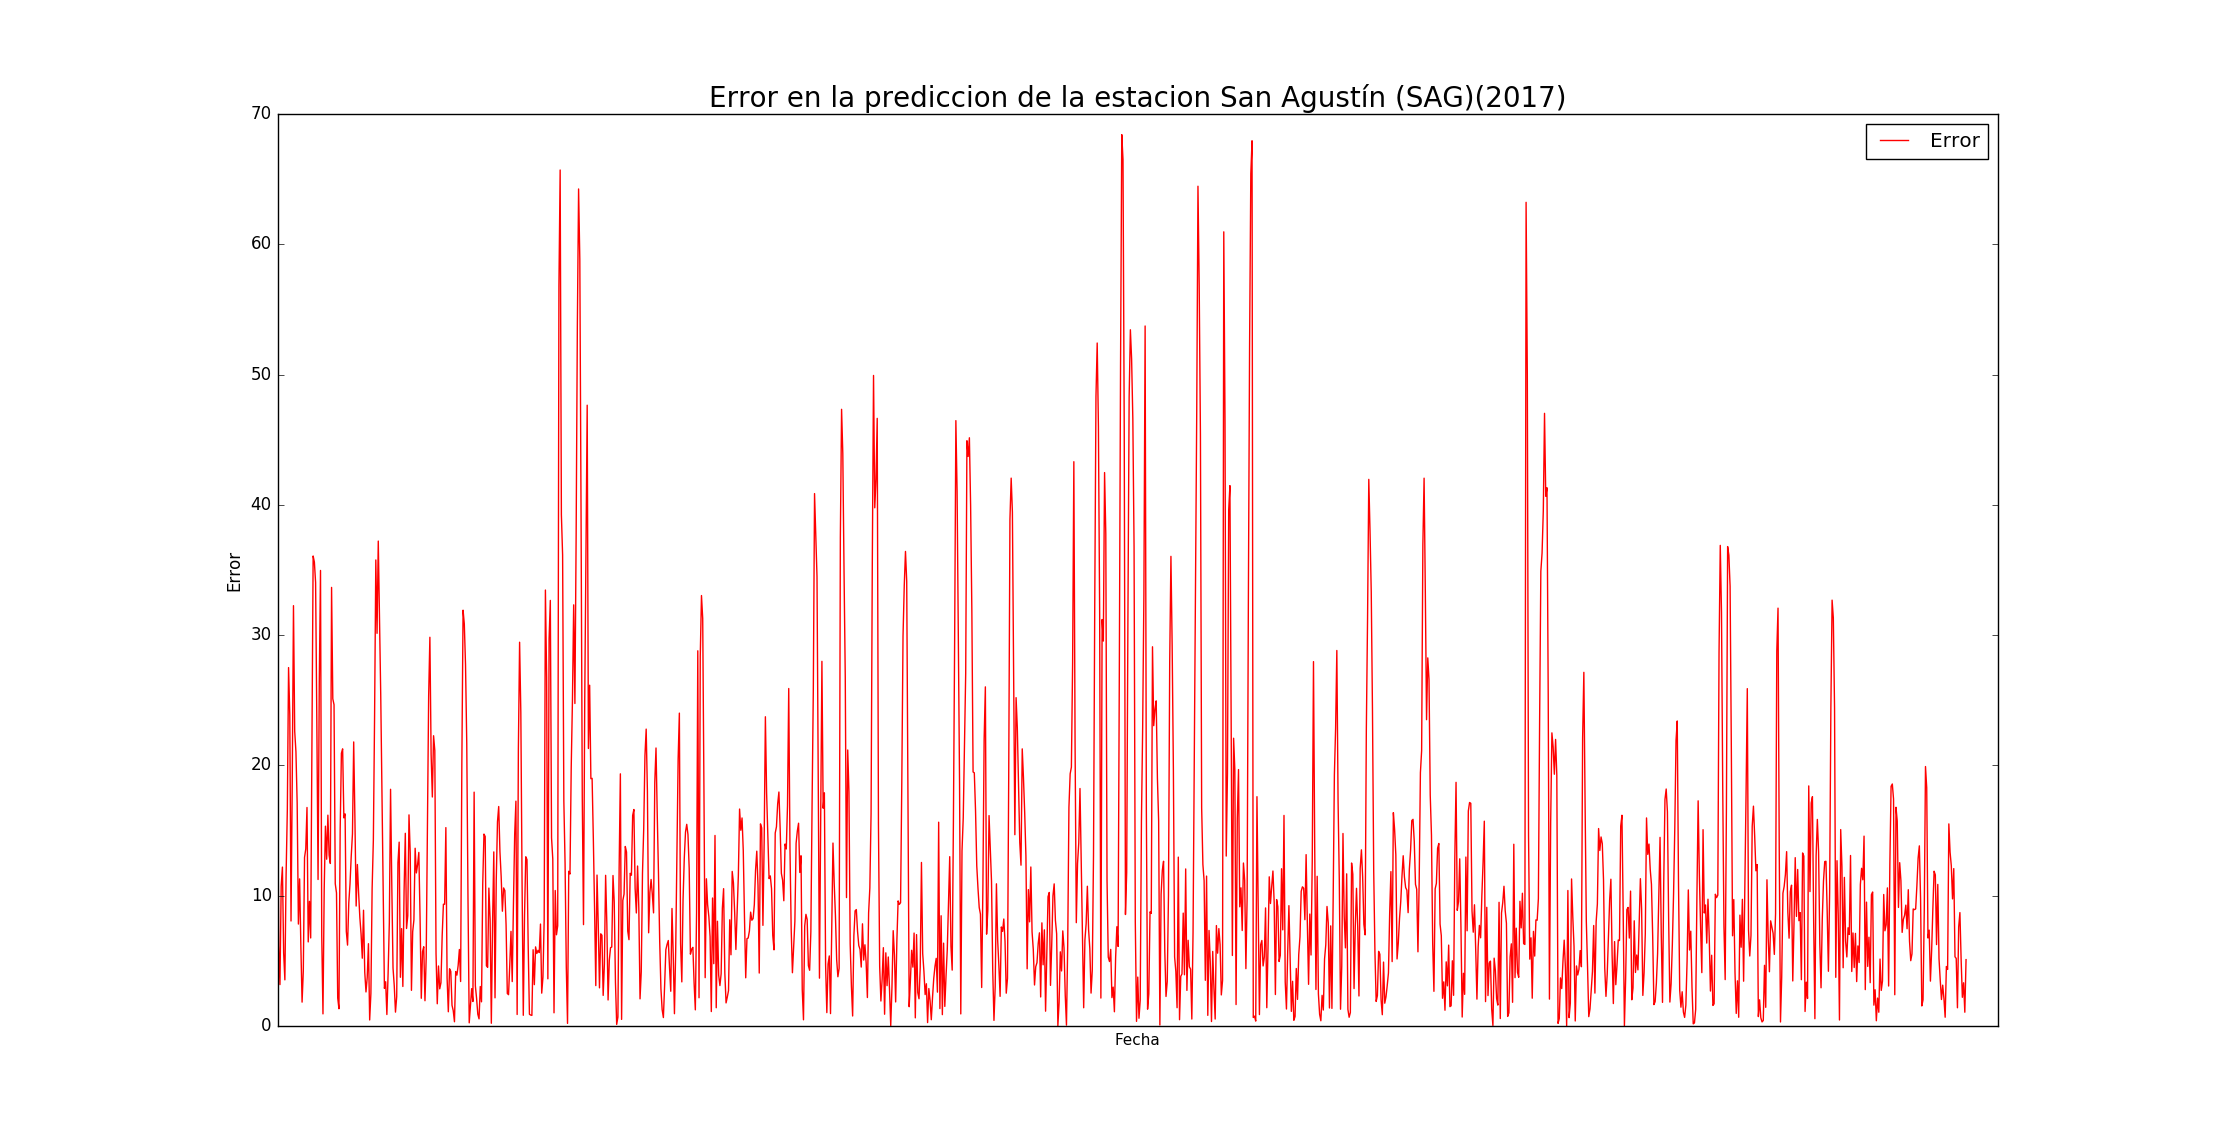 Error en la prediccion de la estacion San Agustín (SAG)(2017)
Error
70
60
50
40
30
20
10
0
Error
Fecha